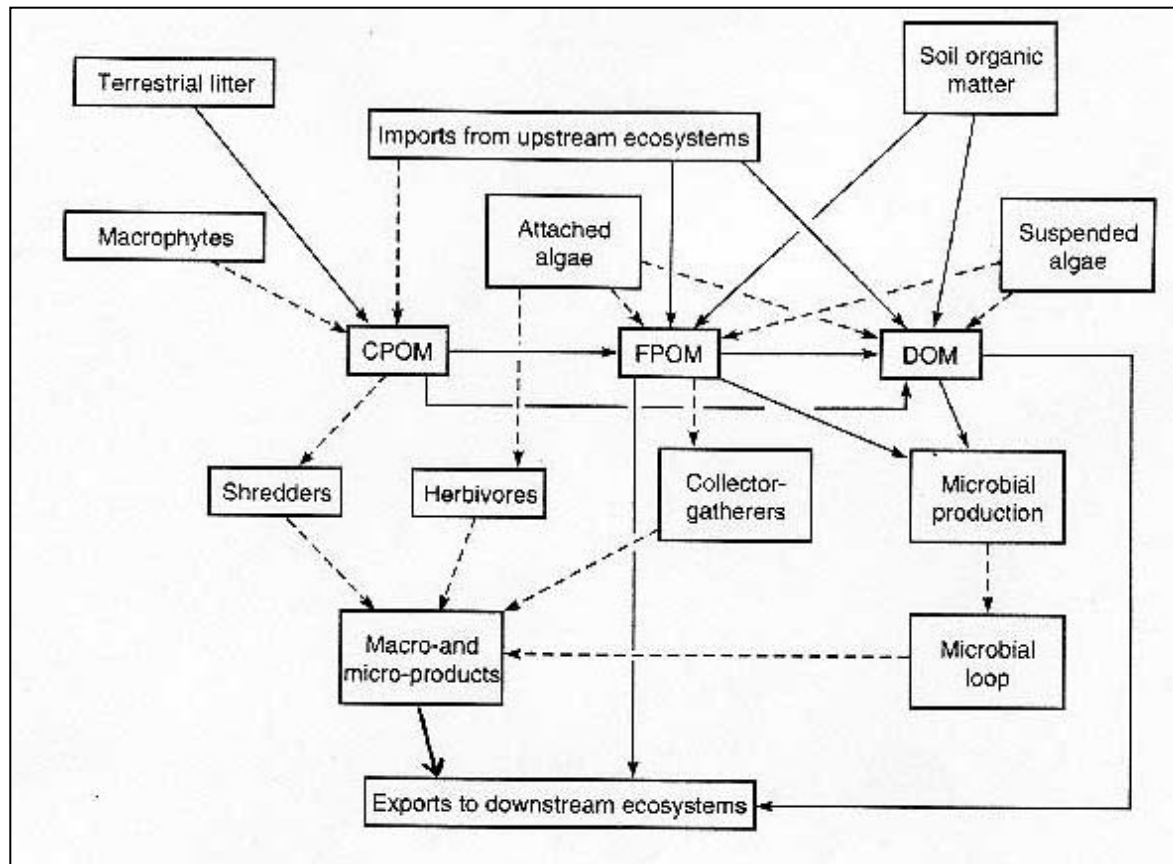 Terrestrial litter
Soil organic
matter
Imports from upstream ecosystems
Macrophytes
Attached
algae
Suspended
algae
CPOM
FPOM
DOM
Shredders
Herbivores
Collector-
gatherers
Microbial
production
Macro-and
micro-products
Microbial
loop
Exports to downstream ecosystems